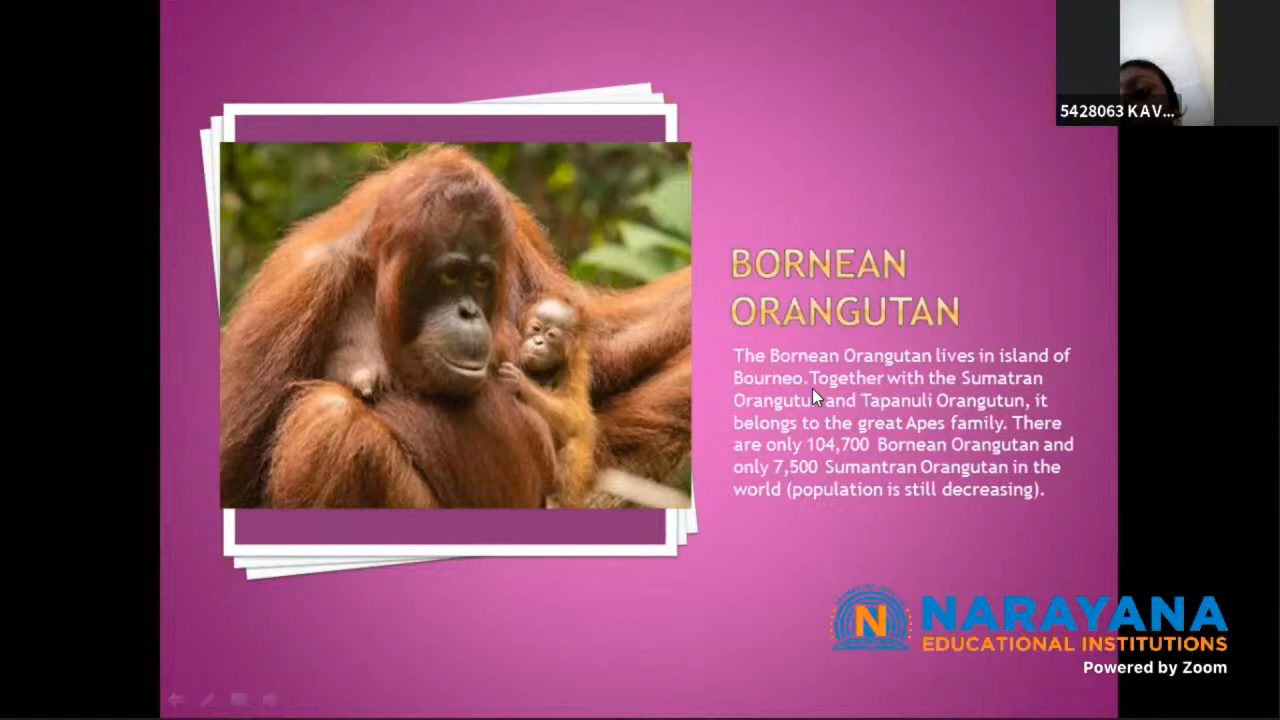 5428063 K A V...
BORNEAN
ORANGUTAN
The Bornean Orangutan lives in island of
Bourneo.Together with the Sumatran
Orangutun and Tapanuli Orangutun, it
belongs to the great Apes family. There
are only 104,700 Bornean Orangutan and
only 7,500 Sumantran Orangutan in the
world (population is still decreasing).
N NARAYANA
EDUCATIONAL INSTITUTIONS
Powered by Zoom